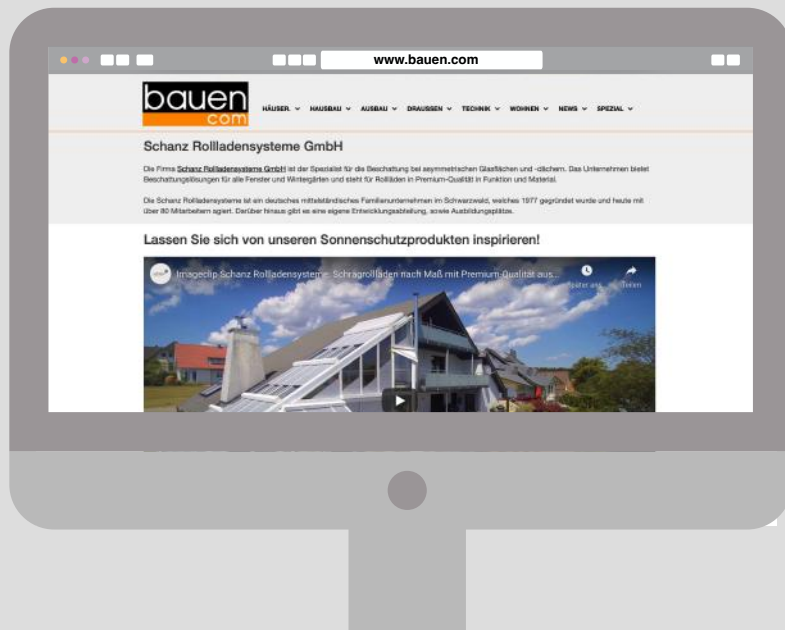 www.bauen.com
bauen
com
HÄUSER. HAUSBAU AUSBAU DRAUSSEN TECHNIK WOHNEN NEWS SPEZIAL
Schanz Rollladensysteme GmbH
Die Firma Schanz Rollladensysteme GmbH ist der Spezialist für die Beschattung bei asymmetrischen Glasflächen und -dächern. Das Unternehmen bietet
Beschattungslösungen für alle Fenster und Wintergärten und steht für Rollläden in Premium-Qualität in Funktion und Material.
Die Schanz Rollladensysteme ist ein deutsches mittelständisches Familienunternehmen im Schwarzwald, welches 1977 gegründet wurde und heute mit
über 80 Mitarbeitern agiert. Darüber hinaus gibt es eine eigene Entwicklungsabteilung, sowie Ausbildungsplätze.
Lassen Sie sich von unseren Sonnenschutzprodukten inspirieren!
Imageclip Schanz Rollladensysteme: Schrägrollläden nach Maß mit Premium-Qualität aus...
Später ans... Teilen